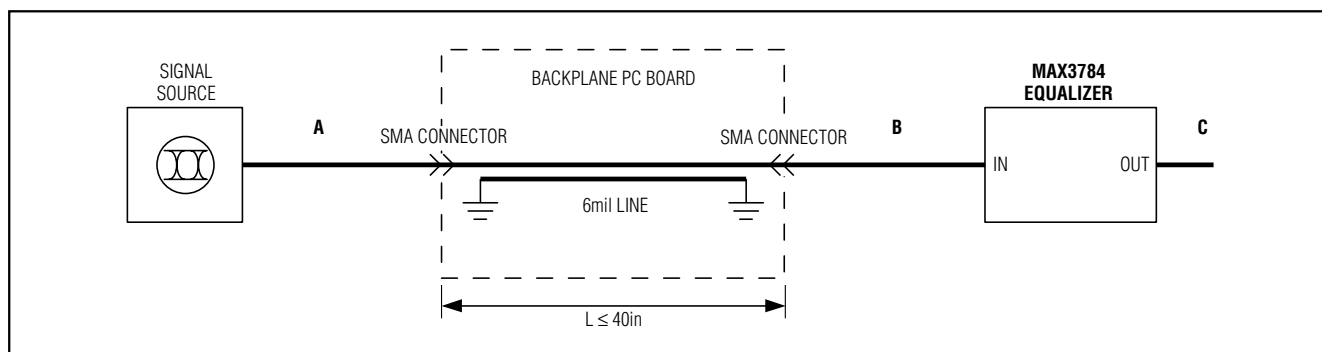 SIGNAL
SOURCE
BACKPLANE PC BOARD
MAX3784
EQUALIZER
A
SMA CONNECTOR
SMA CONNECTOR
B
C
IN
OUT
6mil LINE
L ≤ 40in